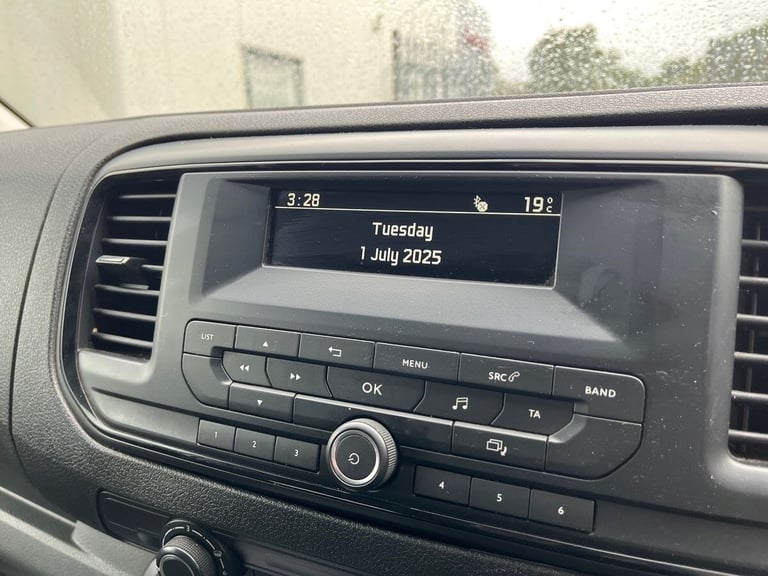 3:28 19°C
Tuesday
1 July 2025
LIST
MENU
SRC
BAND
OK
TA
1 2 3
4 5 6